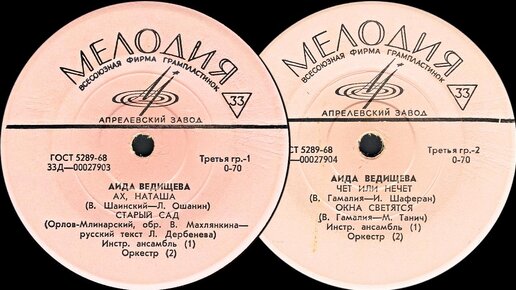 МЕЛОДИЯ
ВСЕСОЮЗНАЯ ФИРМА ГРАМПЛАСТИНОК
33
АПРЕЛЕВСКИЙ ЗАВОД
ГОСТ 5289-68
Третья гр.-1
33Д—00027903
0-70
АИДА ВЕДИЩЕВА
АХ, НАТАША
(В. Шаинский—Л. Ошанин)
СТАРЫЙ САД
(Орлов-Млинарский, обр. В. Махлянкина—
русский текст Л. Дербенева)
Инстр. ансамбль (1)
Оркестр (2)
МЕЛОДИЯ
ВСЕСОЮЗНАЯ ФИРМА ГРАМПЛАСТИНОК
33
АПРЕЛЕВСКИЙ ЗАВОД
ГОСТ 5289-68
Третья гр.-2
33Д—00027904
0-70
АИДА ВЕДИЩЕВА
ЧЕТ ИЛИ НЕЧЕТ
(В. Гамалия—И. Шаферан)
ОКНА СВЕТЯТСЯ
(В. Гамалия—М. Танич)
Инстр. ансамбль (1)
Оркестр (2)